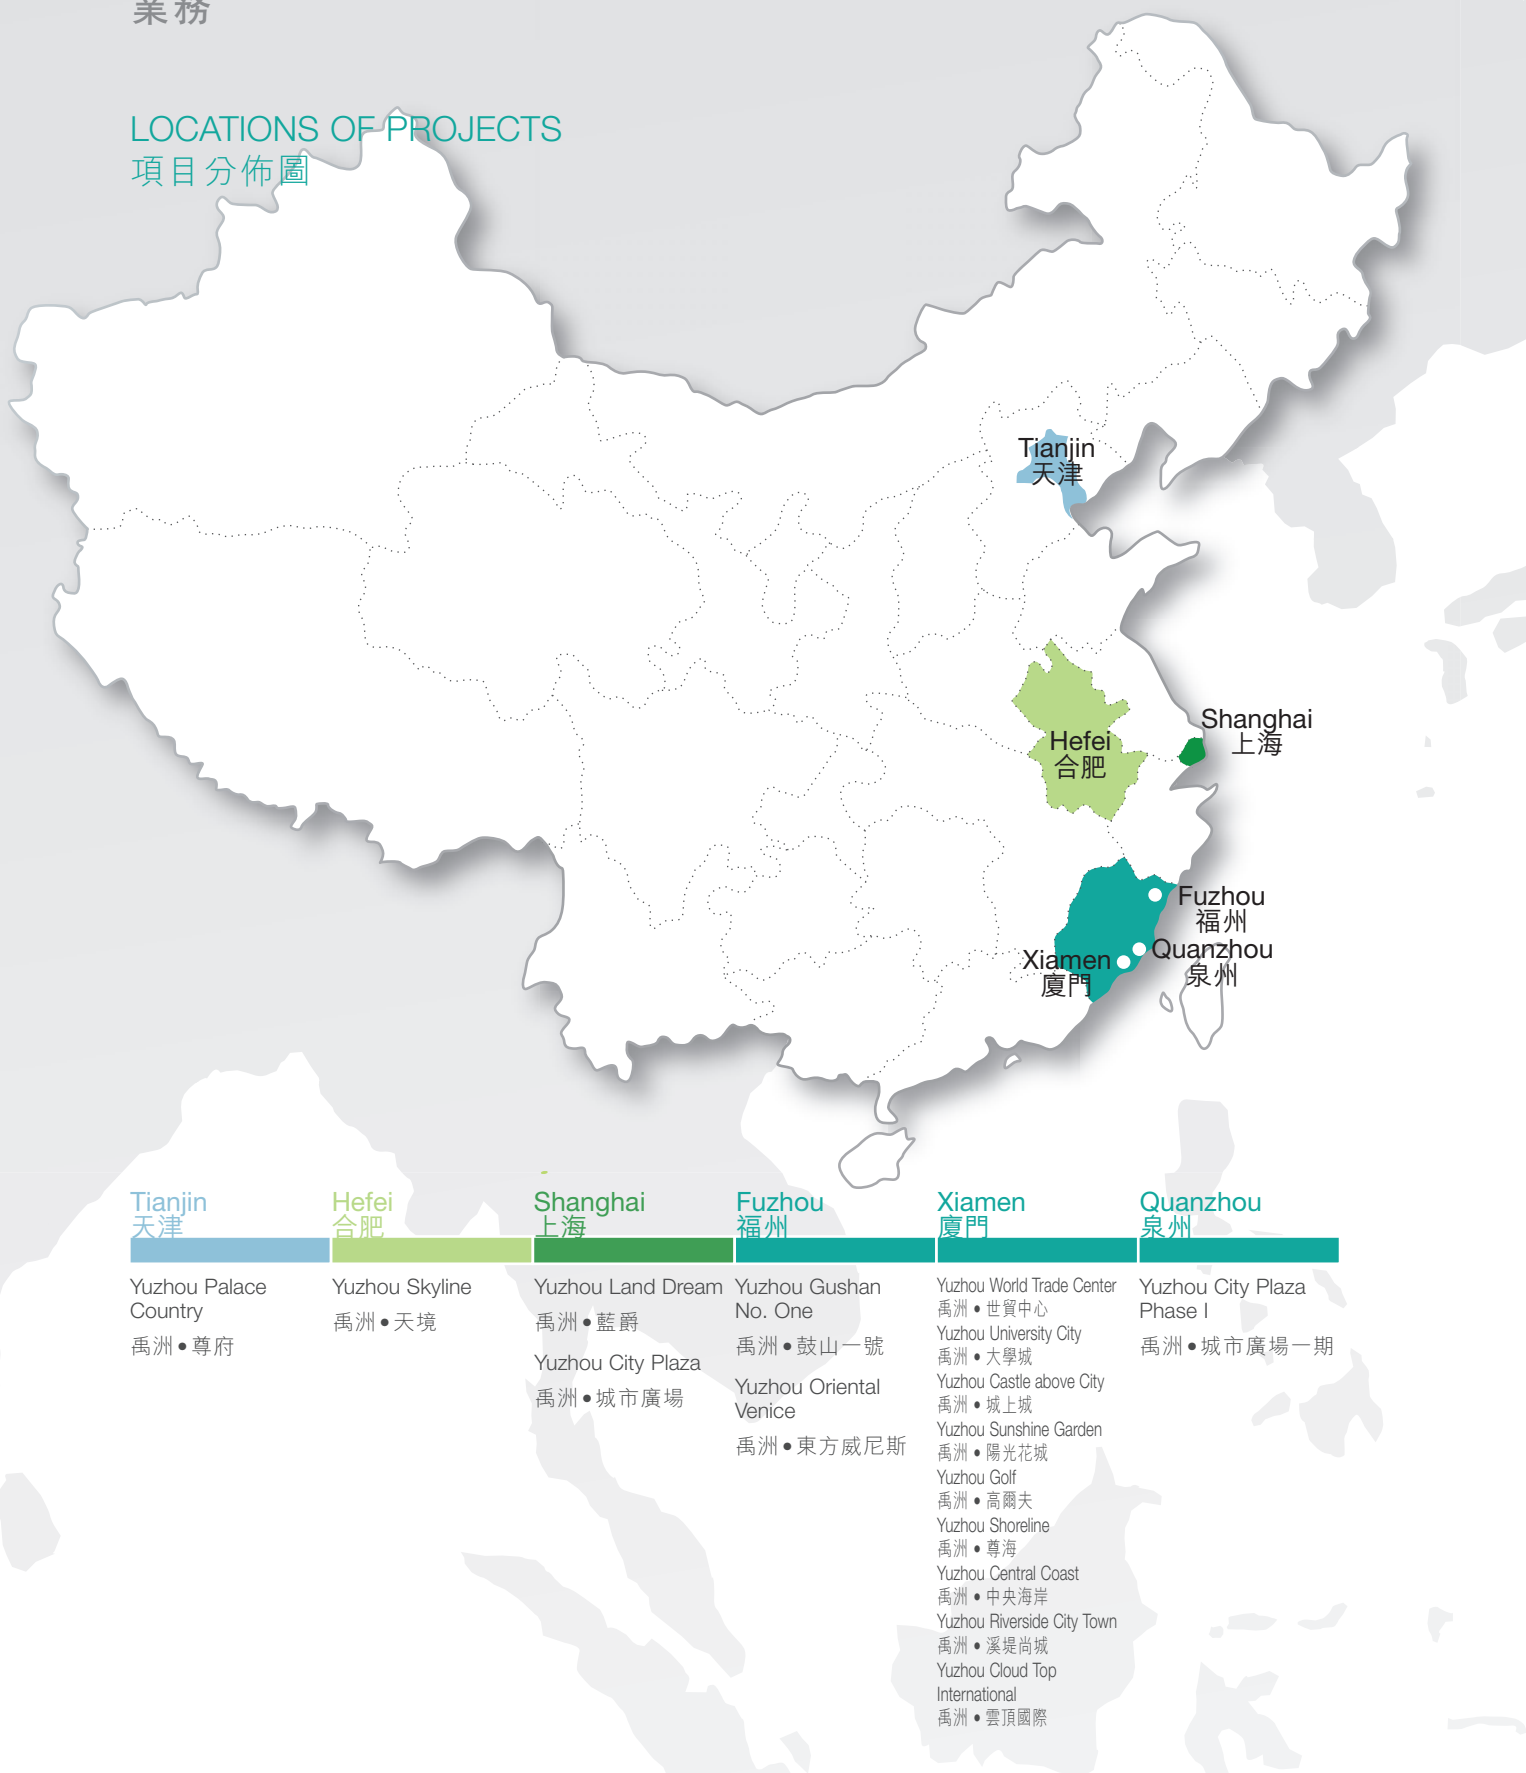 業務
LOCATIONS OF PROJECTS
項目分佈圖
Tianjin
天津
Shanghai
上海
Hefei
合肥
Fuzhou
福州
Quanzhou
泉州
Xiamen
廈門
Tianjin
天津
Yuzhou Palace
Country
禹洲•尊府
Hefei
合肥
Yuzhou Skyline
禹洲•天境
Shanghai
上海
Yuzhou Land Dream
禹洲•藍爵
Yuzhou City Plaza
禹洲•城市廣場
Fuzhou
福州
Yuzhou Gushan
No. One
禹洲•鼓山一號
Yuzhou Oriental
Venice
禹洲•東方威尼斯
Xiamen
廈門
Yuzhou World Trade Center
禹洲•世貿中心
Yuzhou University City
禹洲•大學城
Yuzhou Castle above City
禹洲•城上城
Yuzhou Sunshine Garden
禹洲•陽光花城
Yuzhou Golf
禹洲•高爾夫
Yuzhou Shoreline
禹洲•尊海
Yuzhou Central Coast
禹洲•中央海岸
Yuzhou Riverside City Town
禹洲•溪堤尚城
Yuzhou Cloud Top
International
禹洲•雲頂國際
Quanzhou
泉州
Yuzhou City Plaza
Phase I
禹洲•城市廣場一期